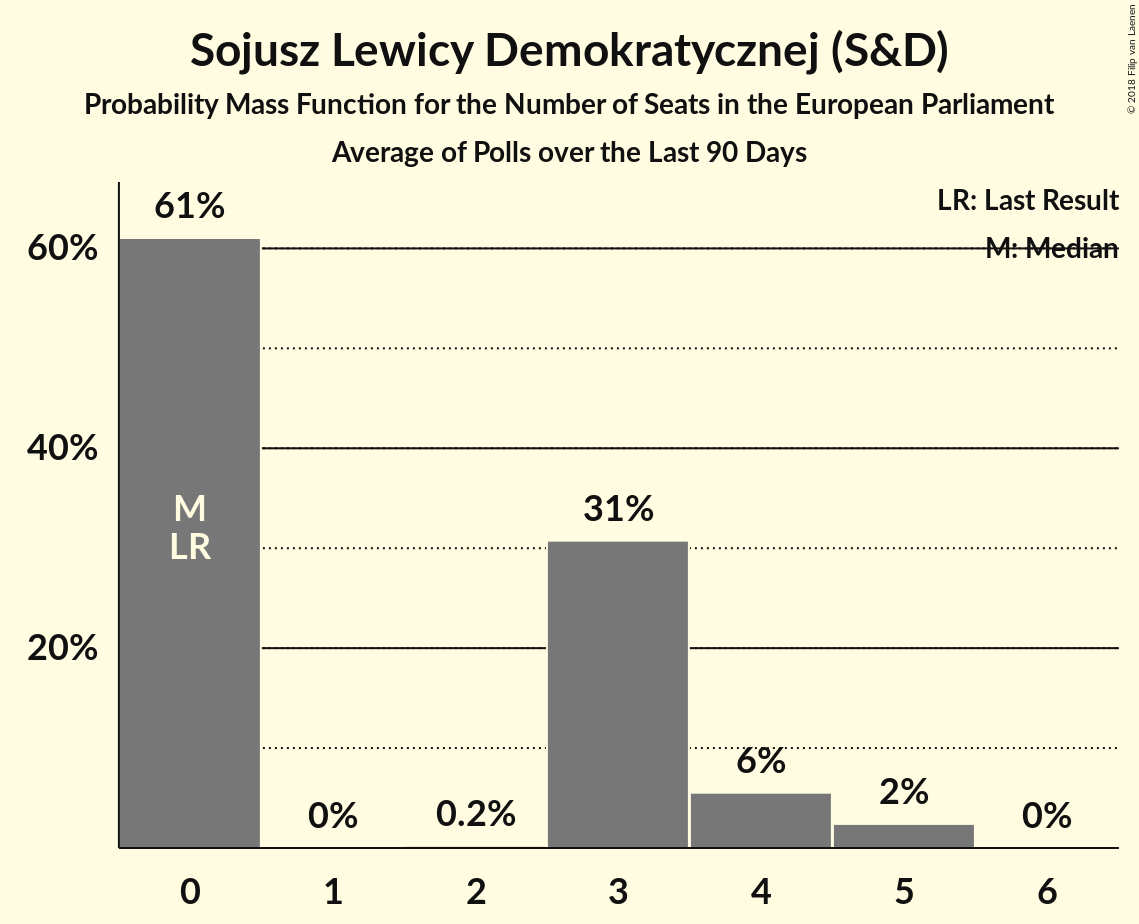 Sojusz Lewicy Demokratycznej (S&D)
Probability Mass Function for the Number of Seats in the European Parliament
Average of Polls over the Last 90 Days
© 2018 Filip van Laenen
LR: Last Result
M: Median
61%
60%
40%
20%
M
LR
0%
0.2%
31%
6%
2%
0%
0 1 2 3 4 5 6